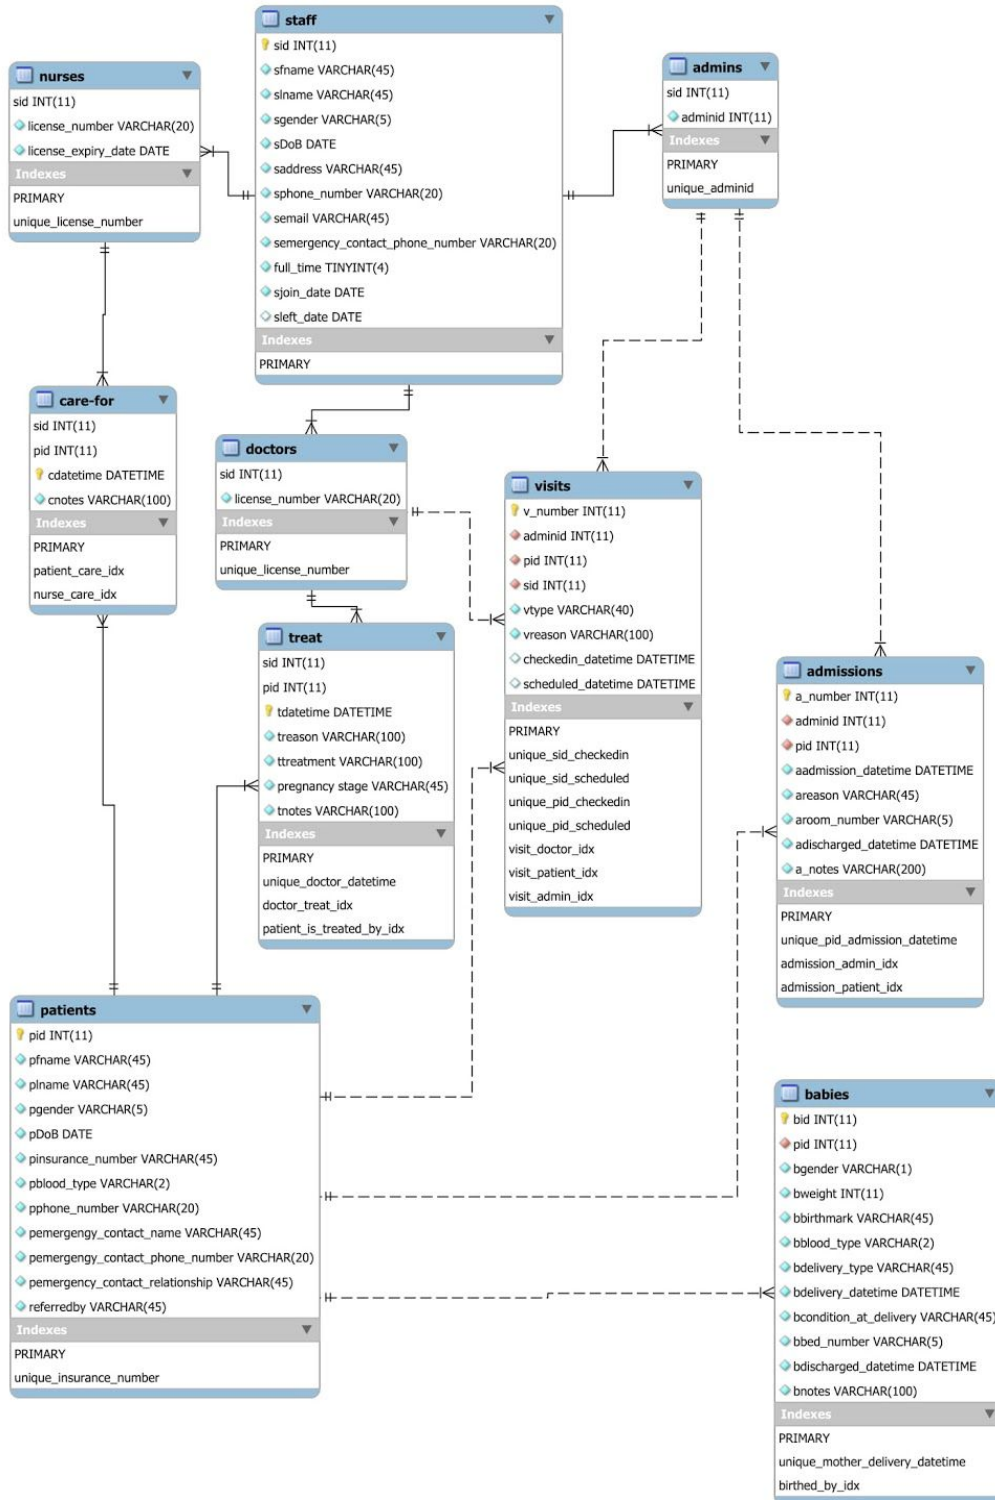 staff
sid INT(11)
sfname VARCHAR(45)
slname VARCHAR(45)
sgender VARCHAR(5)
sDoB DATE
saddress VARCHAR(45)
sphone_number VARCHAR(20)
semail VARCHAR(45)
semergency_contact_phone_number VARCHAR(20)
full_time TINYINT(4)
sjoin_date DATE
sleft_date DATE
Indexes
PRIMARY
nurses
sid INT(11)
license_number VARCHAR(20)
license_expiry_date DATE
Indexes
PRIMARY
unique_license_number
admins
sid INT(11)
adminid INT(11)
Indexes
PRIMARY
unique_adminid
care-for
sid INT(11)
pid INT(11)
cdatetime DATETIME
cnotes VARCHAR(100)
Indexes
PRIMARY
patient_care_idx
nurse_care_idx
doctors
sid INT(11)
license_number VARCHAR(20)
Indexes
PRIMARY
unique_license_number
visits
v_number INT(11)
adminid INT(11)
pid INT(11)
sid INT(11)
vtype VARCHAR(40)
vreason VARCHAR(100)
checkedin_datetime DATETIME
scheduled_datetime DATETIME
Indexes
PRIMARY
unique_sid_checkedin
unique_sid_scheduled
unique_pid_checkedin
unique_pid_scheduled
visit_doctor_idx
visit_patient_idx
visit_admin_idx
treat
sid INT(11)
pid INT(11)
tdatetime DATETIME
treason VARCHAR(100)
ttreatment VARCHAR(100)
pregnancy stage VARCHAR(45)
tnotes VARCHAR(100)
Indexes
PRIMARY
unique_doctor_datetime
doctor_treat_idx
patient_is_treated_by_idx
admissions
a_number INT(11)
adminid INT(11)
pid INT(11)
aadmission_datetime DATETIME
areason VARCHAR(45)
aroom_number VARCHAR(5)
adischarged_datetime DATETIME
a_notes VARCHAR(200)
Indexes
PRIMARY
unique_pid_admission_datetime
admission_admin_idx
admission_patient_idx
patients
pid INT(11)
pfname VARCHAR(45)
plname VARCHAR(45)
pgender VARCHAR(5)
pDoB DATE
pinsurance_number VARCHAR(45)
pblood_type VARCHAR(2)
pphone_number VARCHAR(20)
pemergengy_contact_name VARCHAR(45)
pemergengy_contact_phone_number VARCHAR(20)
pemergency_contact_relationship VARCHAR(45)
referredby VARCHAR(45)
Indexes
PRIMARY
unique_insurance_number
babies
bid INT(11)
pid INT(11)
bgender VARCHAR(1)
bweight INT(11)
bbirthmark VARCHAR(45)
bblood_type VARCHAR(2)
bdelivery_type VARCHAR(45)
bdelivery_datetime DATETIME
bcondition_at_delivery VARCHAR(45)
bbed_number VARCHAR(5)
bdischarged_datetime DATETIME
bnotes VARCHAR(100)
Indexes
PRIMARY
unique_mother_delivery_datetime
birthed_by_idx